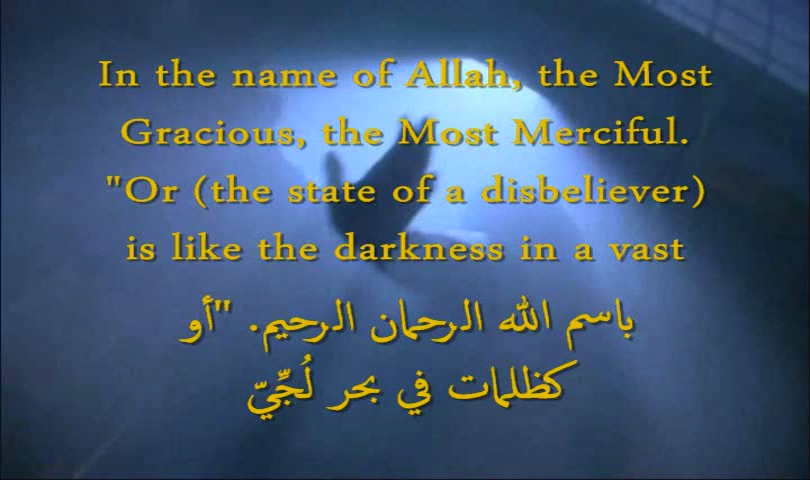 In the name of Allah, the Most
Gracious, the Most Merciful.
"Or (the state of a disbeliever)
is like the darkness in a vast
باسم الله الرحمان الرحيم. "أو
كظلمات في بحر لُجِّيّ